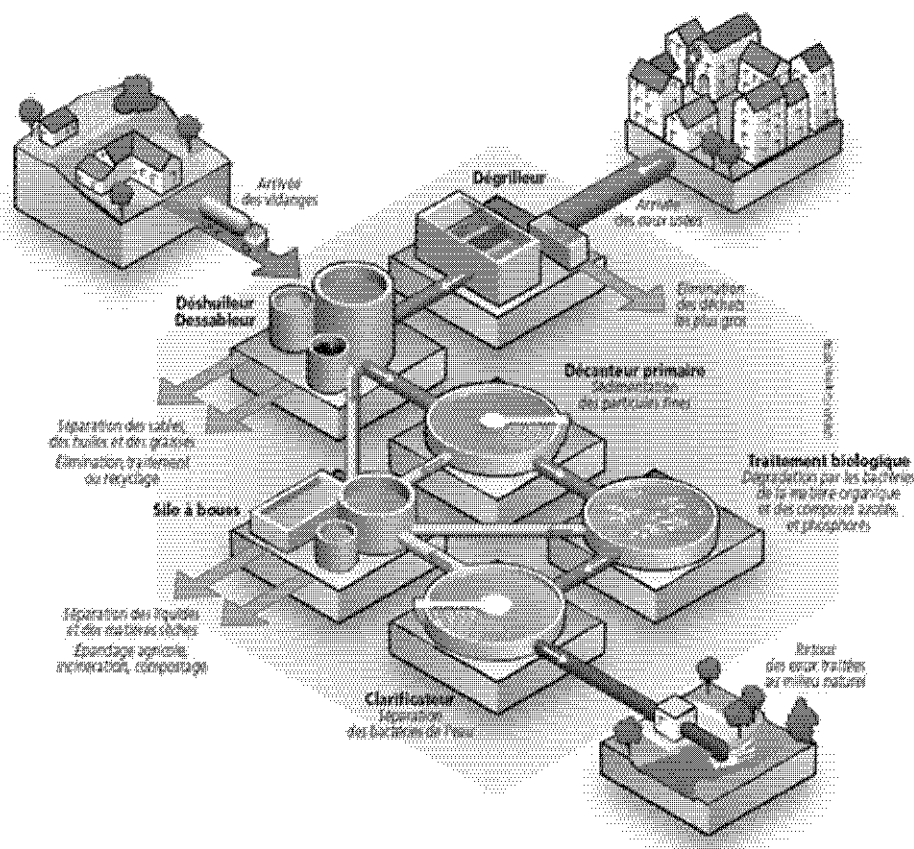 Arrivée
des vidanges
Dégrilleur
Arrivée
des eaux usées
Élimination
des déchets
les plus gros
Déshuileur
Dessableur
Séparation des sables,
des huiles et des graisses
Élimination, traitement
ou recyclage
Décanteur primaire
Sédimentation
des particules fines
Traitement biologique
Dégradation par les bactéries
de la matière organique
et des composés azotés,
et phosphorés
Silo à boues
Séparation des liquides
et des matières sèches
Épandage agricole,
incinération, compostage
Clarificateur
Séparation
des bactéries de l'eau
Retour
des eaux traitées
au milieu naturel